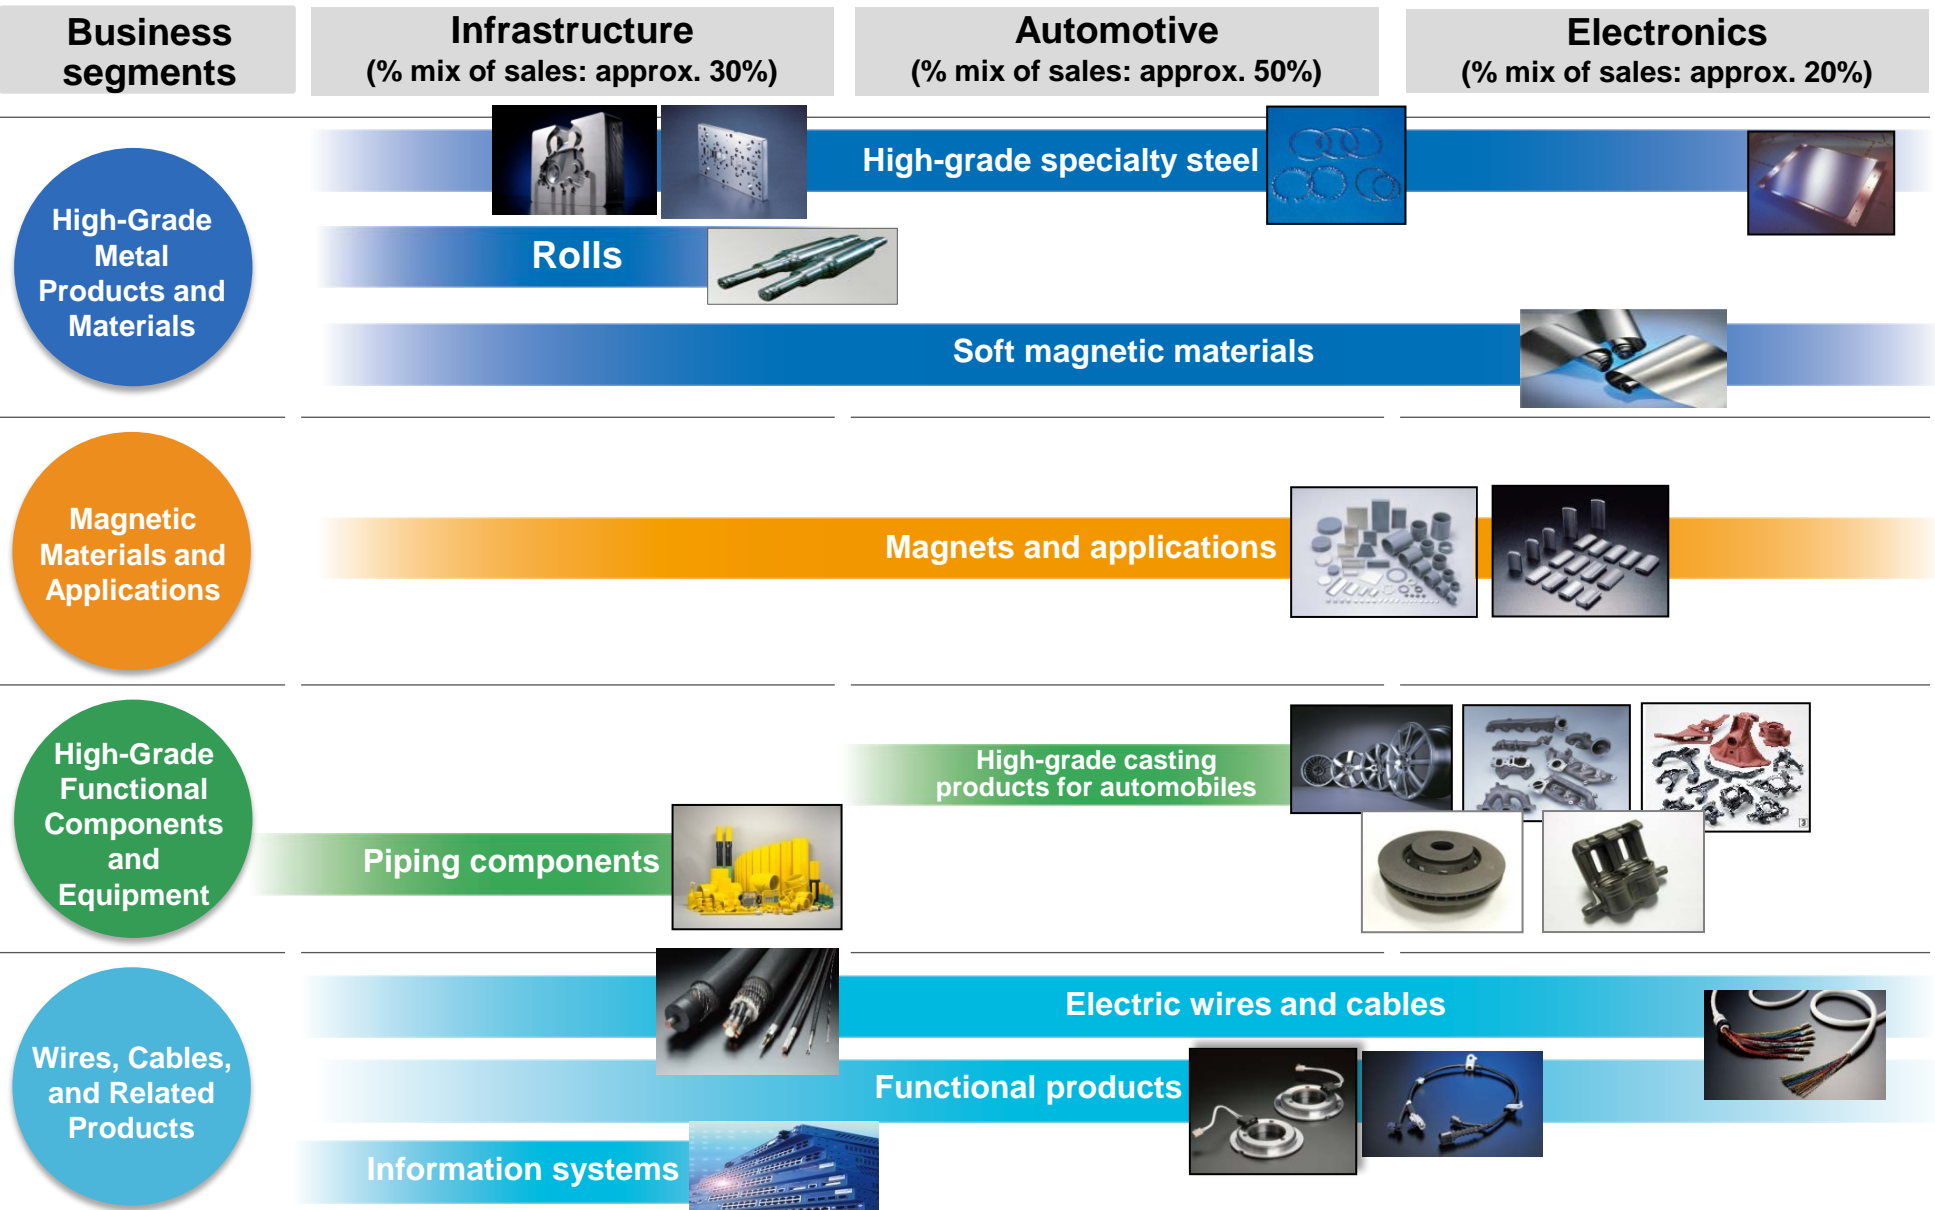 Business
segments
Infrastructure
(% mix of sales: approx. 30%)
Automotive
(% mix of sales: approx. 50%)
Electronics
(% mix of sales: approx. 20%)
High-Grade
Metal
Products and
Materials
High-grade specialty steel
Rolls
Soft magnetic materials
Magnetic
Materials and
Applications
Magnets and applications
High-Grade
Functional
Components
and
Equipment
High-grade casting
products for automobiles
Piping components
Wires, Cables,
and Related
Products
Electric wires and cables
Functional products
Information systems